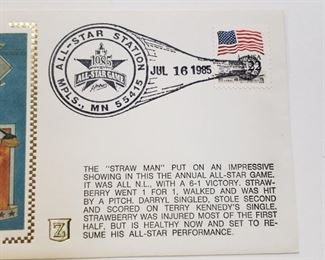 ALL-STAR STATION
1985
ALL-STAR GAME
MPLS., MN 55415
JUL 16 1985
22
THE "STRAW MAN" PUT ON AN IMPRESSIVE
SHOWING IN THIS THE ANNUAL ALL-STAR GAME.
IT WAS ALL N.L., WITH A 6-1 VICTORY. STRAW-
BERRY WENT 1 FOR 1, WALKED AND WAS HIT
BY A PITCH. DARRYL SINGLED, STOLE SECOND
AND SCORED ON TERRY KENNEDY'S SINGLE.
STRAWBERRY WAS INJURED MOST OF THE FIRST
HALF, BUT IS HEALTHY NOW AND SET TO RE-
SUME HIS ALL-STAR PERFORMANCE.
Z